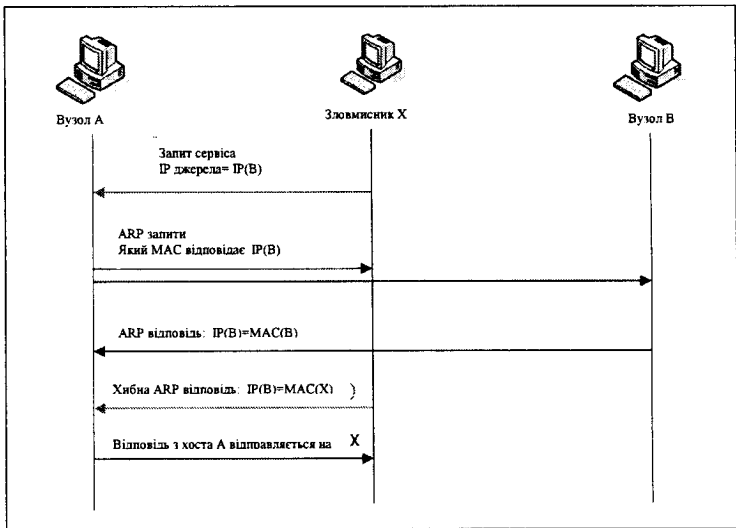 Вузол А
Зловмисник X
Вузол В
Запит сервіса
IP джерела= IP(B)
ARP запити
Який MAC відповідає IP(B)
ARP відповідь: IP(B)=MAC(B)
Хибна ARP відповідь: IP(B)=MAC(X) )
Відповідь з хоста А відправляється на X